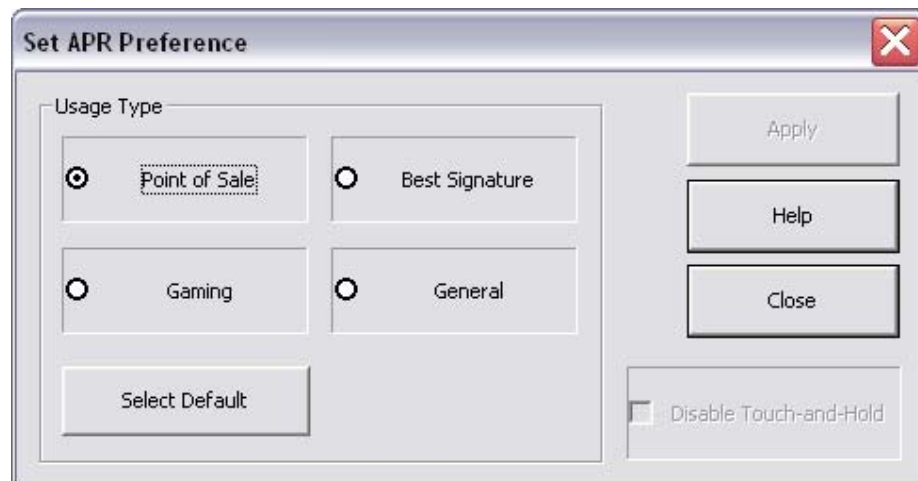 Set APR Preference
Usage Type
Point of Sale
Best Signature
Gaming
General
Select Default
Apply
Help
Close
Disable Touch-and-Hold